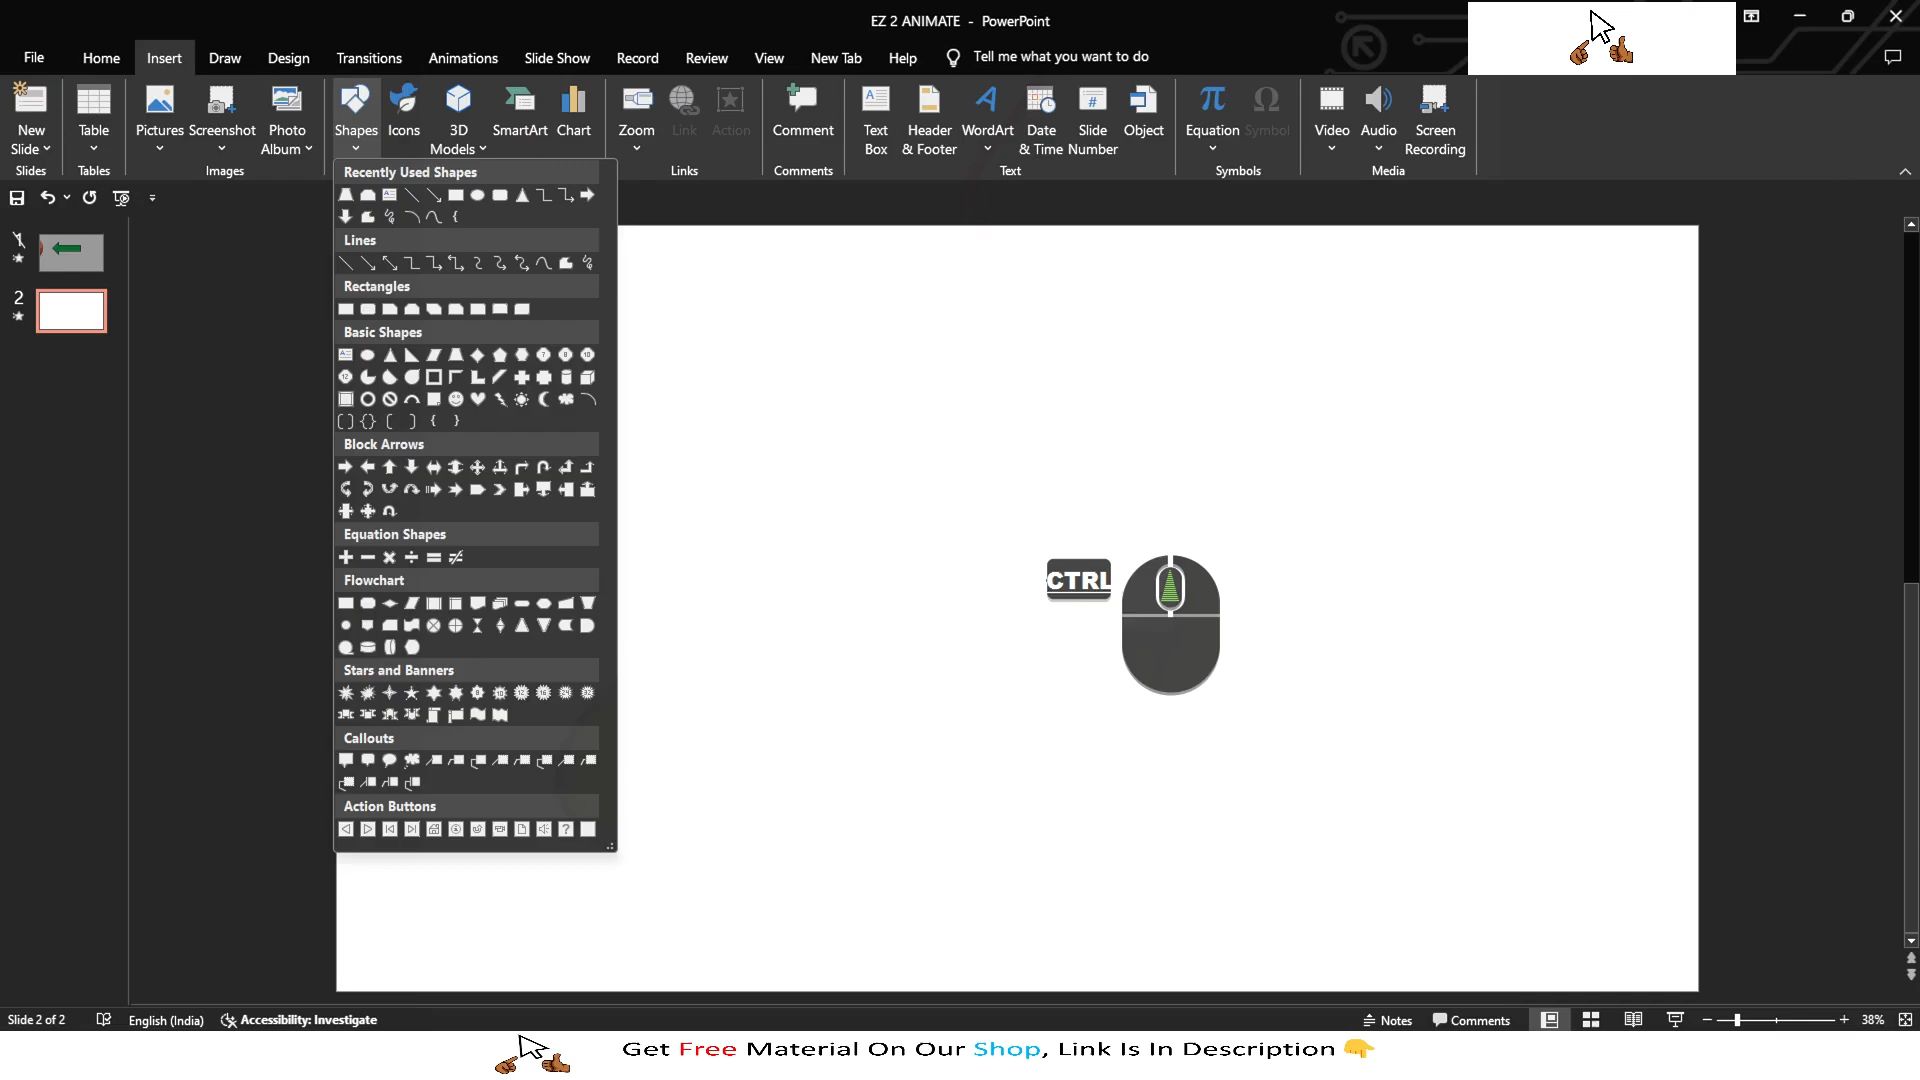 EZ 2 ANIMATE - PowerPoint
File Home Insert Draw Design Transitions Animations Slide Show Record Review View New Tab Help Tell me what you want to do
New Slide
Table
Pictures
Screenshot
Photo Album
Shapes
Icons
3D Models
SmartArt
Chart
Zoom
Link
Action
Comment
Text Box
Header & Footer
WordArt
Date & Time
Slide Number
Object
Equation
Symbol
Video
Audio
Screen Recording
Slides Tables Images Links Comments Text Symbols Media
Recently Used Shapes
Lines
Rectangles
Basic Shapes
Block Arrows
Equation Shapes
Flowchart
Stars and Banners
Callouts
Action Buttons
1
2
CTRL
Slide 2 of 2 English (India) Accessibility: Investigate Notes Comments 38%
Get Free Material On Our Shop, Link Is In Description